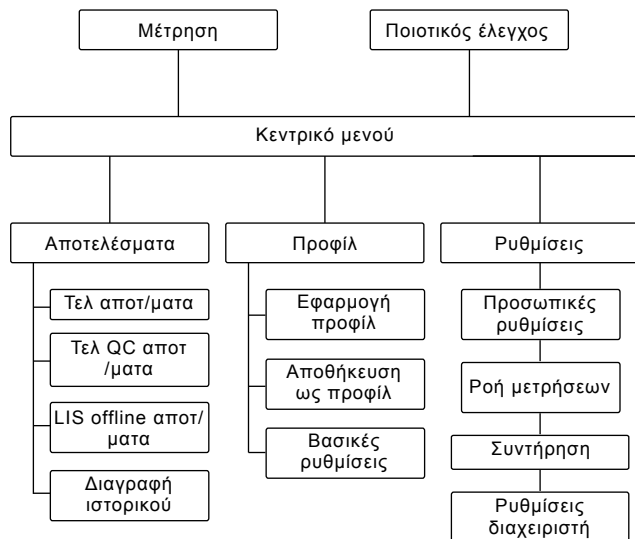 Μέτρηση
Ποιοτικός έλεγχος
Κεντρικό μενού
Αποτελέσματα
Τελ αποτ/ματα
Τελ QC αποτ
/ματα
LIS offline αποτ/
ματα
Διαγραφή
ιστορικού
Προφίλ
Εφαρμογή
προφίλ
Αποθήκευση
ως προφίλ
Βασικές
ρυθμίσεις
Ρυθμίσεις
Προσωπικές
ρυθμίσεις
Ροή μετρήσεων
Συντήρηση
Ρυθμίσεις
διαχειριστή